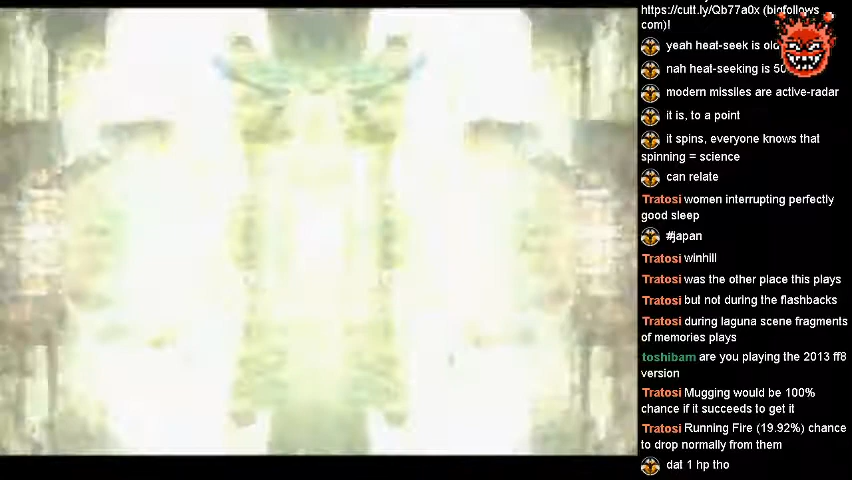 https://cutt.ly/Qb77a0x (bigfollows
com)!
yeah heat-seek is old
nah heat-seeking is 50
modern missiles are active-radar
it is, to a point
it spins, everyone knows that
spinning = science
can relate
Tratosi women interrupting perfectly
good sleep
#japan
Tratosi winhill
Tratosi was the other place this plays
Tratosi but not during the flashbacks
Tratosi during laguna scene fragments
of memories plays
toshibam are you playing the 2013 ff8
version
Tratosi Mugging would be 100%
chance if it succeeds to get it
Tratosi Running Fire (19.92%) chance
to drop normally from them
dat 1 hp tho